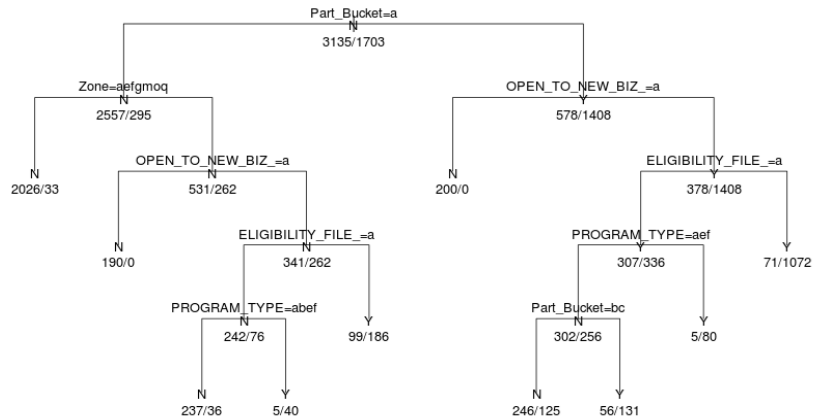 Part_Bucket=a
N
3135/1703
Zone=aefgmoq
N
2557/295
OPEN_TO_NEW_BIZ_=a
Y
578/1408
N
2026/33
OPEN_TO_NEW_BIZ_=a
N
531/262
N
200/0
ELIGIBILITY_FILE_=a
Y
378/1408
N
190/0
ELIGIBILITY_FILE_=a
N
341/262
PROGRAM_TYPE=aef
Y
307/336
Y
71/1072
PROGRAM_TYPE=abef
N
242/76
Y
99/186
Part_Bucket=bc
N
302/256
Y
5/80
N
237/36
Y
5/40
N
246/125
Y
56/131